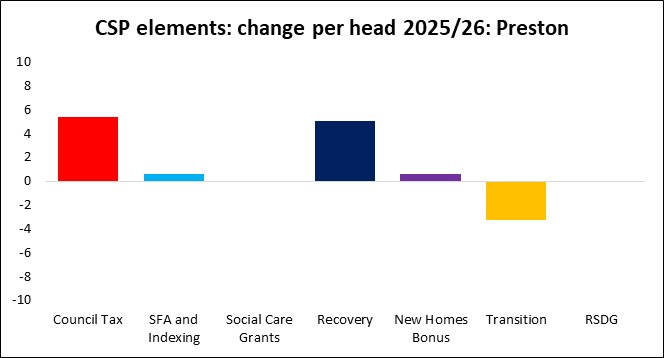 CSP elements: change per head 2025/26: Preston
10
8
6
4
2
0
-2
-4
-6
-8
-10
Council Tax
SFA and
Indexing
Social Care
Grants
Recovery
New Homes
Bonus
Transition
RSDG